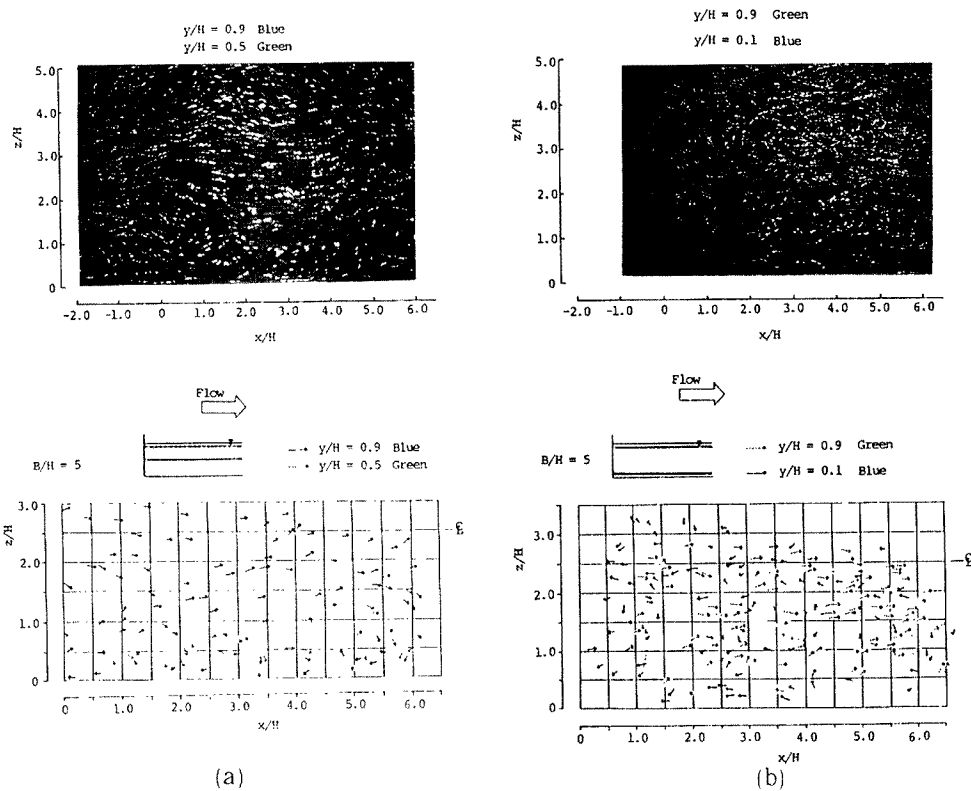 y/H = 0.9 Blue
y/H = 0.5 Green
5.0
4.0
3.0
2.0
1.0
0
z/H
-2.0 -1.0 0 1.0 2.0 3.0 4.0 5.0 6.0
x/H
Flow
B/H = 5
y/H = 0.9 Blue
y/H = 0.5 Green
3.0
2.0
1.0
0
z/H
0 1.0 2.0 3.0 4.0 5.0 6.0
x/H
(a)
y/H = 0.9 Green
y/H = 0.1 Blue
5.0
4.0
3.0
2.0
1.0
0
z/H
-2.0 -1.0 0 1.0 2.0 3.0 4.0 5.0 6.0
x/H
Flow
B/H = 5
y/H = 0.9 Green
y/H = 0.1 Blue
3.0
2.0
1.0
0
z/H
0 1.0 2.0 3.0 4.0 5.0 6.0
x/H
(b)